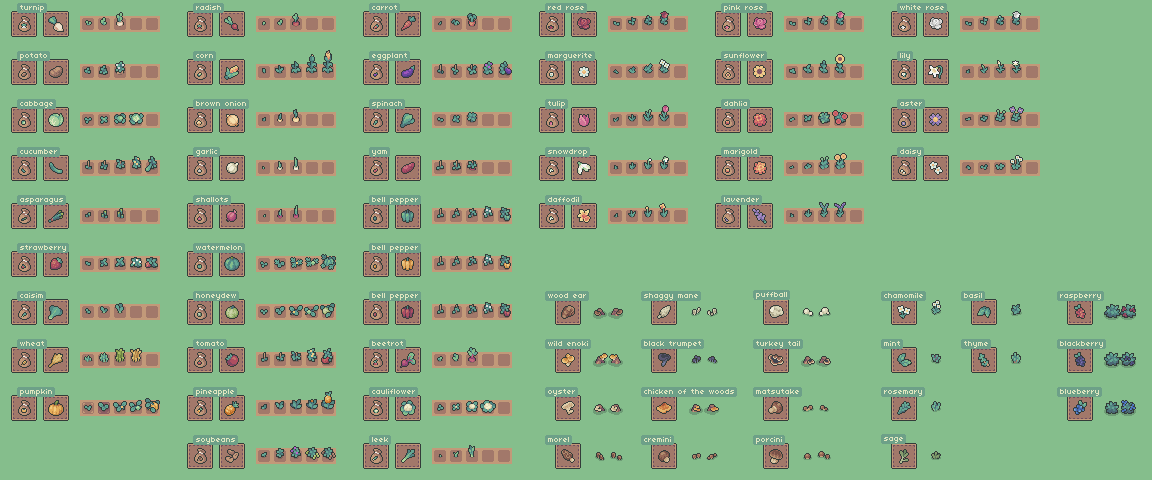 turnip radish carrot red rose pink rose white rose
potato corn eggplant marguerite sunflower lily
cabbage brown onion spinach tulip dahlia aster
cucumber garlic yam snowdrop marigold daisy
asparagus shallots bell pepper daffodil lavender
strawberry watermelon bell pepper
caisim honeydew bell pepper wood ear shaggy mane puffball chamomile basil raspberry
wheat tomato beetrot wild enoki black trumpet turkey tail mint thyme blackberry
pumpkin pineapple cauliflower oyster chicken of the woods matsutake rosemary blueberry
soybeans leek morel cremini porcini sage